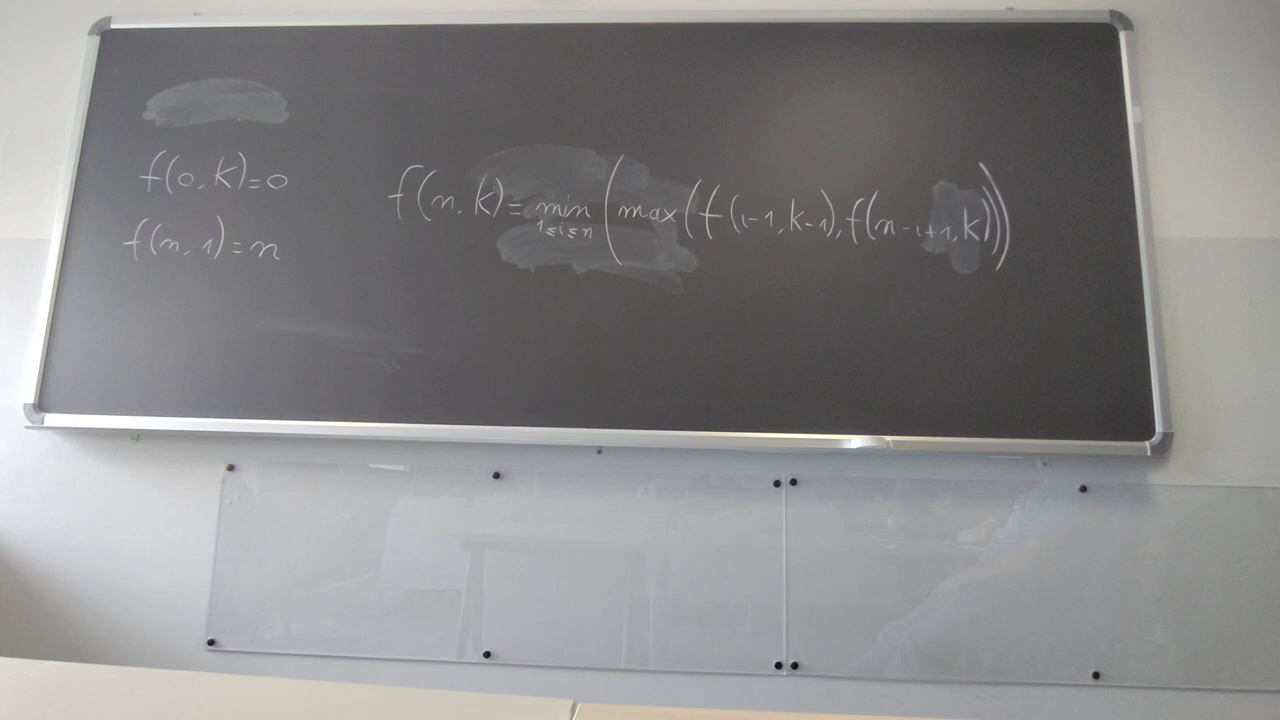 f(0, k)=0
f(n, 1)=n
f(n, k)= min 1≤i≤n (max(f(i-1, k-1), f(n-i+1, k)))